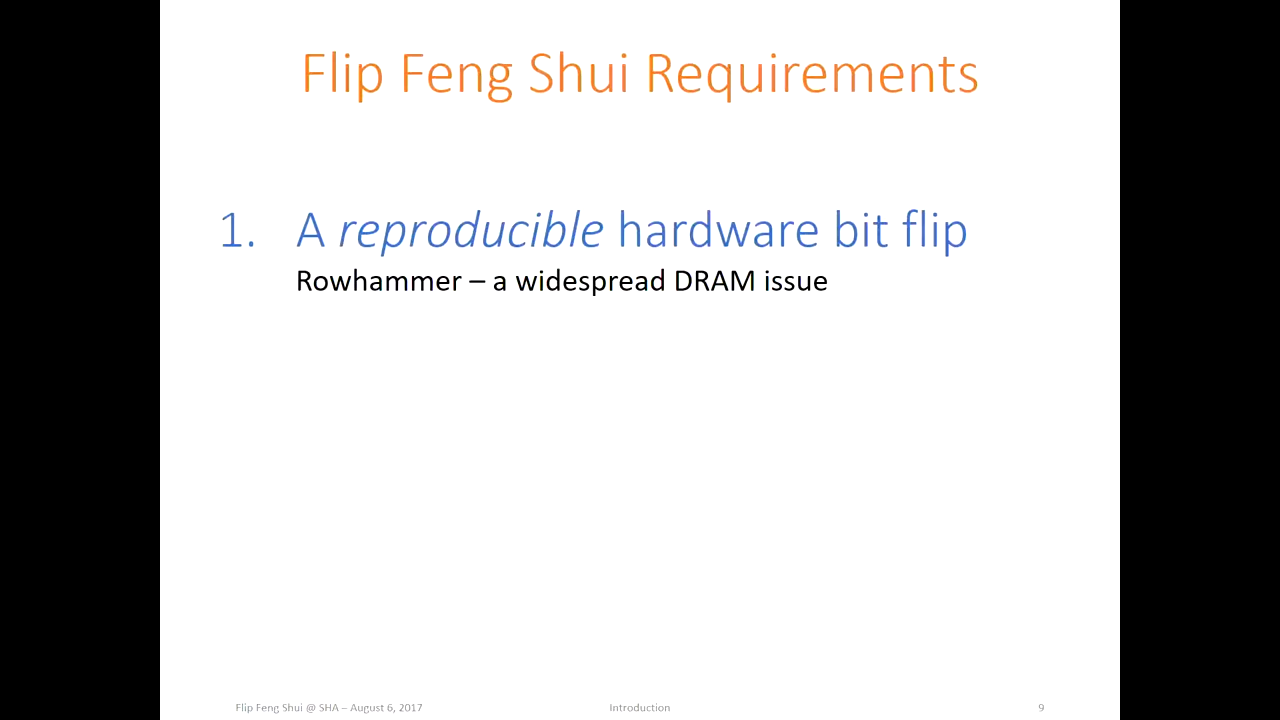 Flip Feng Shui Requirements
1. A reproducible hardware bit flip
Rowhammer – a widespread DRAM issue
Flip Feng Shui @ SHA – August 6, 2017 Introduction 9